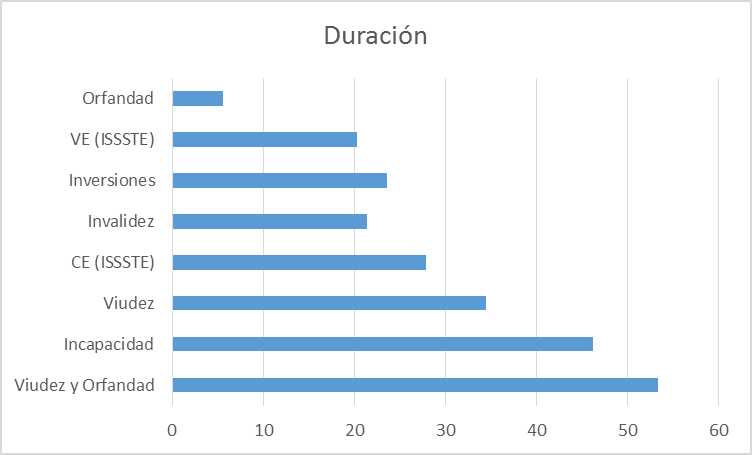 Duración
Orfandad
VE (ISSSTE)
Inversiones
Invalidez
CE (ISSSTE)
Viudez
Incapacidad
Viudez y Orfandad
0 10 20 30 40 50 60